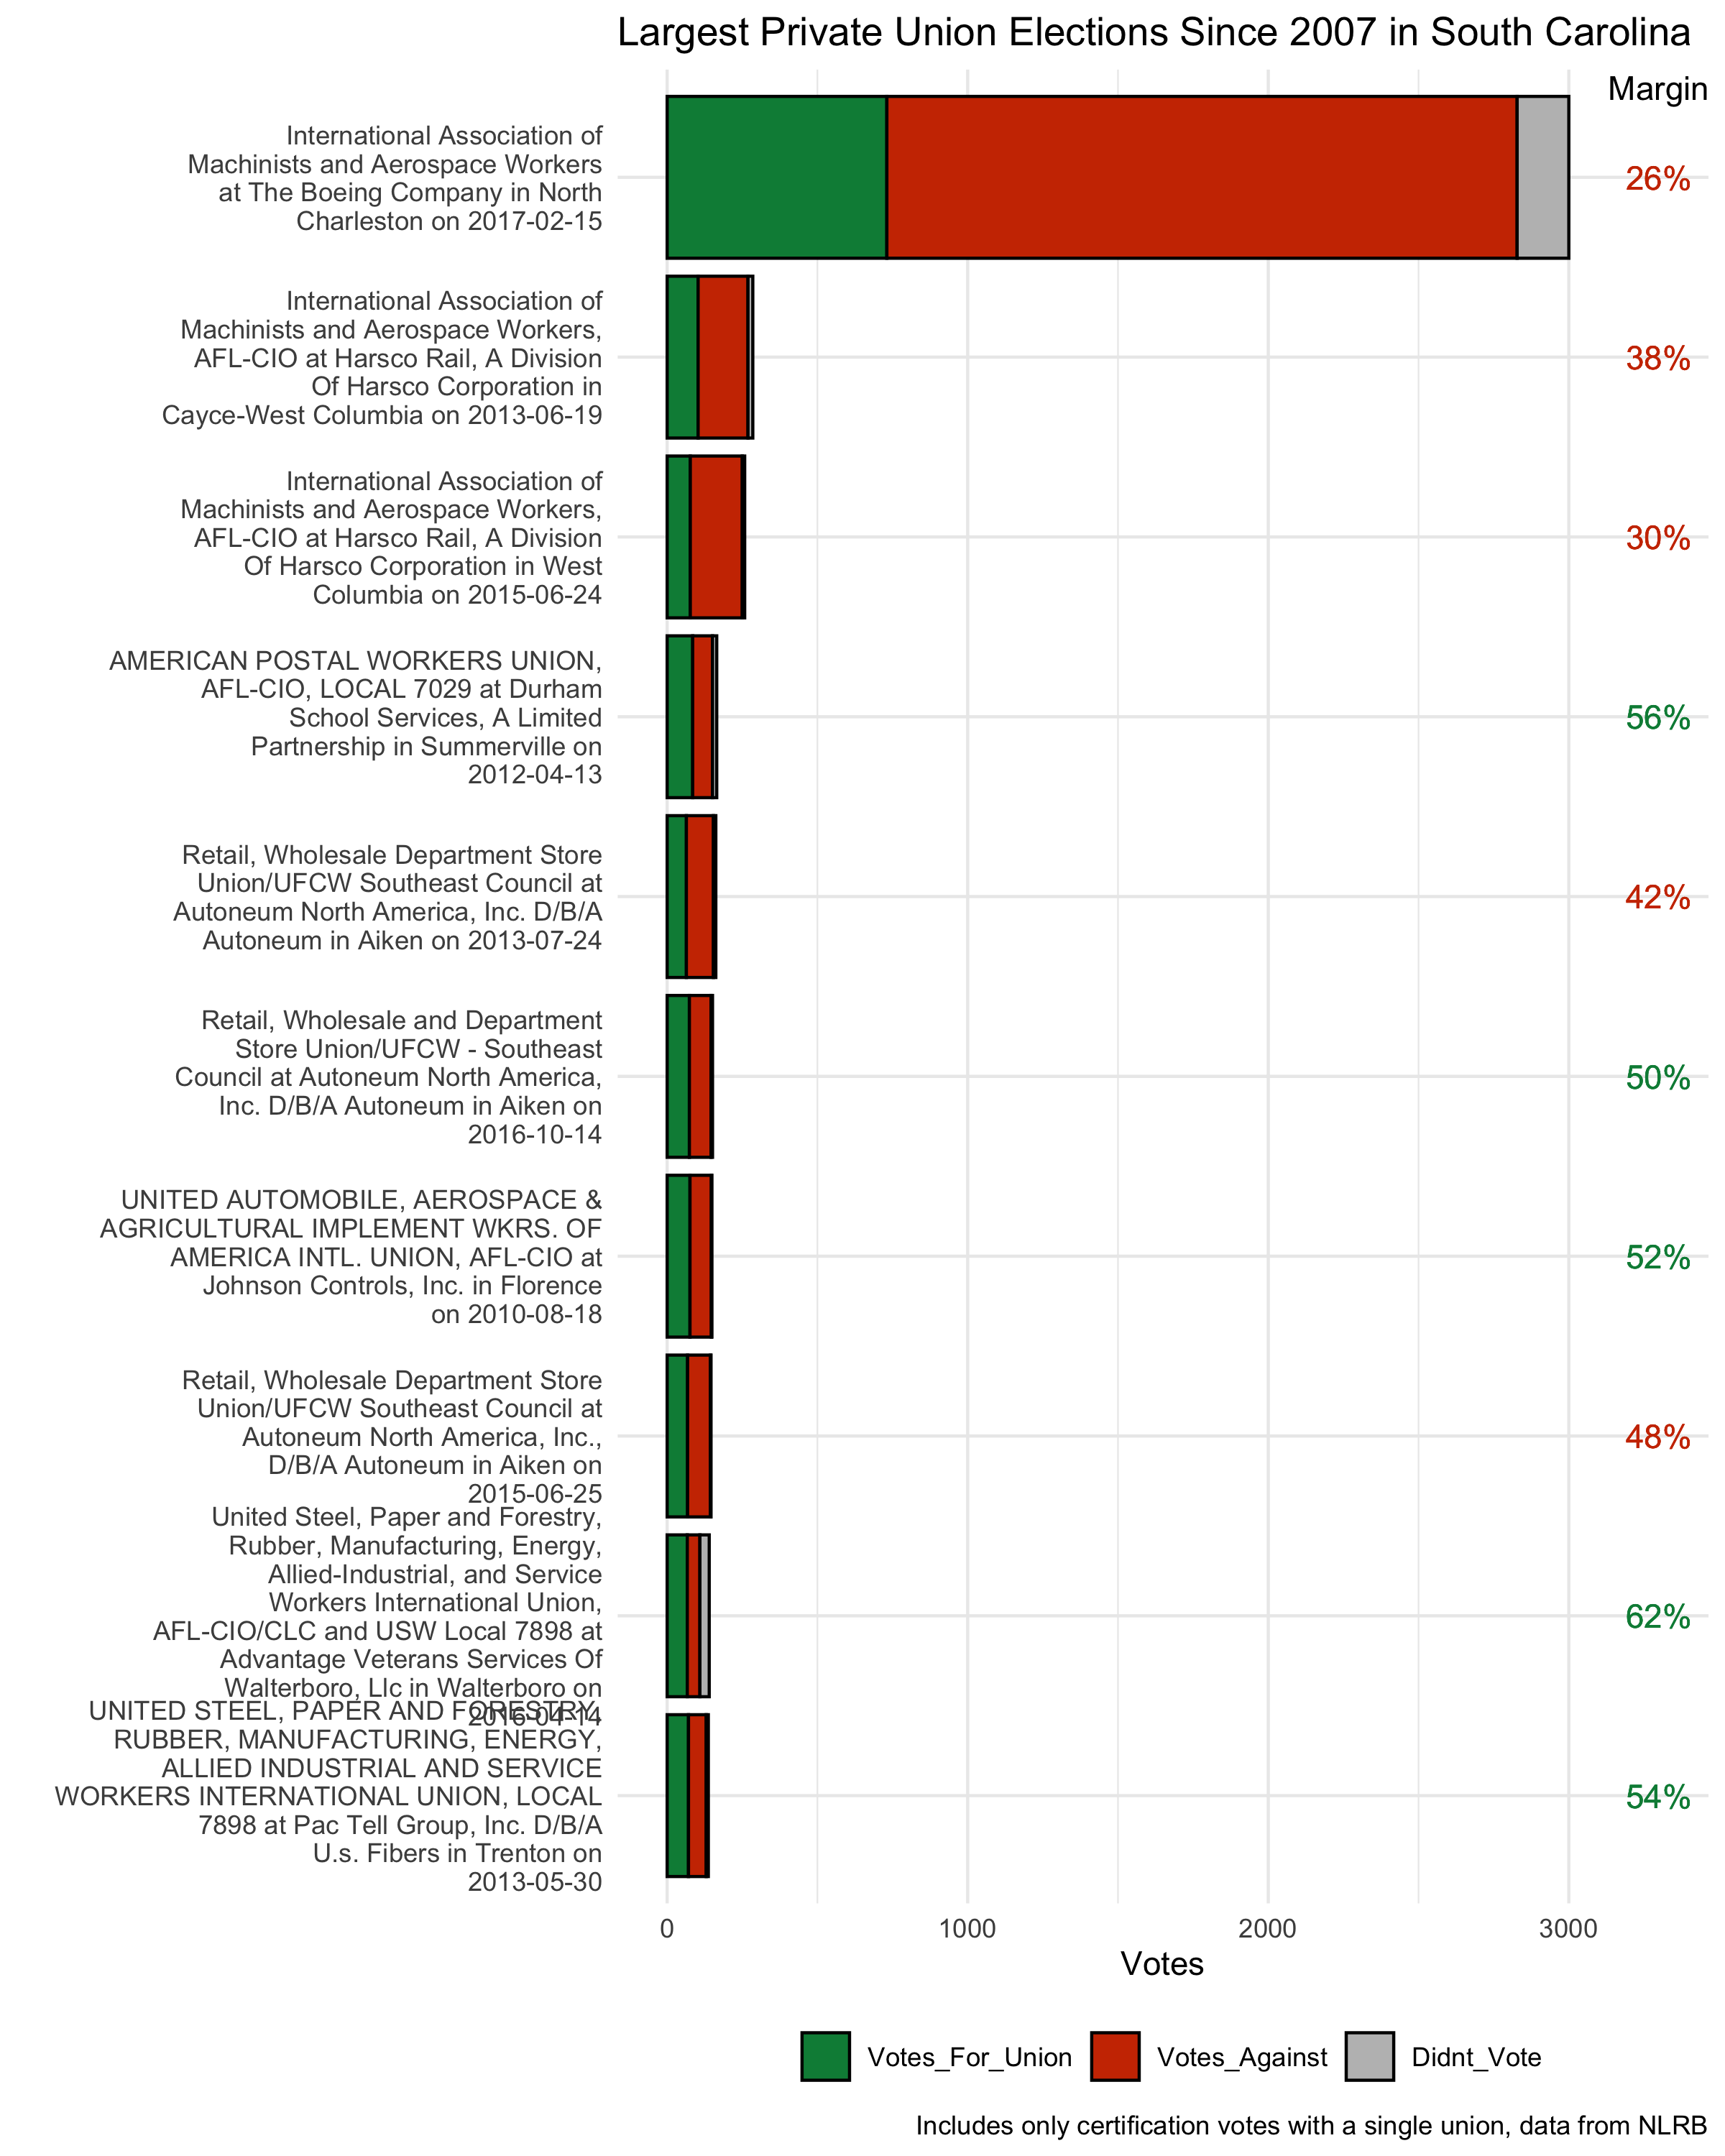 Largest Private Union Elections Since 2007 in South Carolina
Margin
International Association of
Machinists and Aerospace Workers
at The Boeing Company in North
Charleston on 2017-02-15
26%
International Association of
Machinists and Aerospace Workers,
AFL-CIO at Harsco Rail, A Division
Of Harsco Corporation in
Cayce-West Columbia on 2013-06-19
38%
International Association of
Machinists and Aerospace Workers,
AFL-CIO at Harsco Rail, A Division
Of Harsco Corporation in West
Columbia on 2015-06-24
30%
AMERICAN POSTAL WORKERS UNION,
AFL-CIO, LOCAL 7029 at Durham
School Services, A Limited
Partnership in Summerville on
2012-04-13
56%
Retail, Wholesale Department Store
Union/UFCW Southeast Council at
Autoneum North America, Inc. D/B/A
Autoneum in Aiken on 2013-07-24
42%
Retail, Wholesale and Department
Store Union/UFCW - Southeast
Council at Autoneum North America,
Inc. D/B/A Autoneum in Aiken on
2016-10-14
50%
UNITED AUTOMOBILE, AEROSPACE &
AGRICULTURAL IMPLEMENT WKRS. OF
AMERICA INTL. UNION, AFL-CIO at
Johnson Controls, Inc. in Florence
on 2010-08-18
52%
Retail, Wholesale Department Store
Union/UFCW Southeast Council at
Autoneum North America, Inc.,
D/B/A Autoneum in Aiken on
2015-06-25
48%
United Steel, Paper and Forestry,
Rubber, Manufacturing, Energy,
Allied-Industrial, and Service
Workers International Union,
AFL-CIO/CLC and USW Local 7898 at
Advantage Veterans Services Of
Walterboro, Llc in Walterboro on
2016-04-14
62%
UNITED STEEL, PAPER AND FORESTRY,
RUBBER, MANUFACTURING, ENERGY,
ALLIED INDUSTRIAL AND SERVICE
WORKERS INTERNATIONAL UNION, LOCAL
7898 at Pac Tell Group, Inc. D/B/A
U.s. Fibers in Trenton on
2013-05-30
54%
0 1000 2000 3000
Votes
Votes_For_Union Votes_Against Didnt_Vote
Includes only certification votes with a single union, data from NLRB